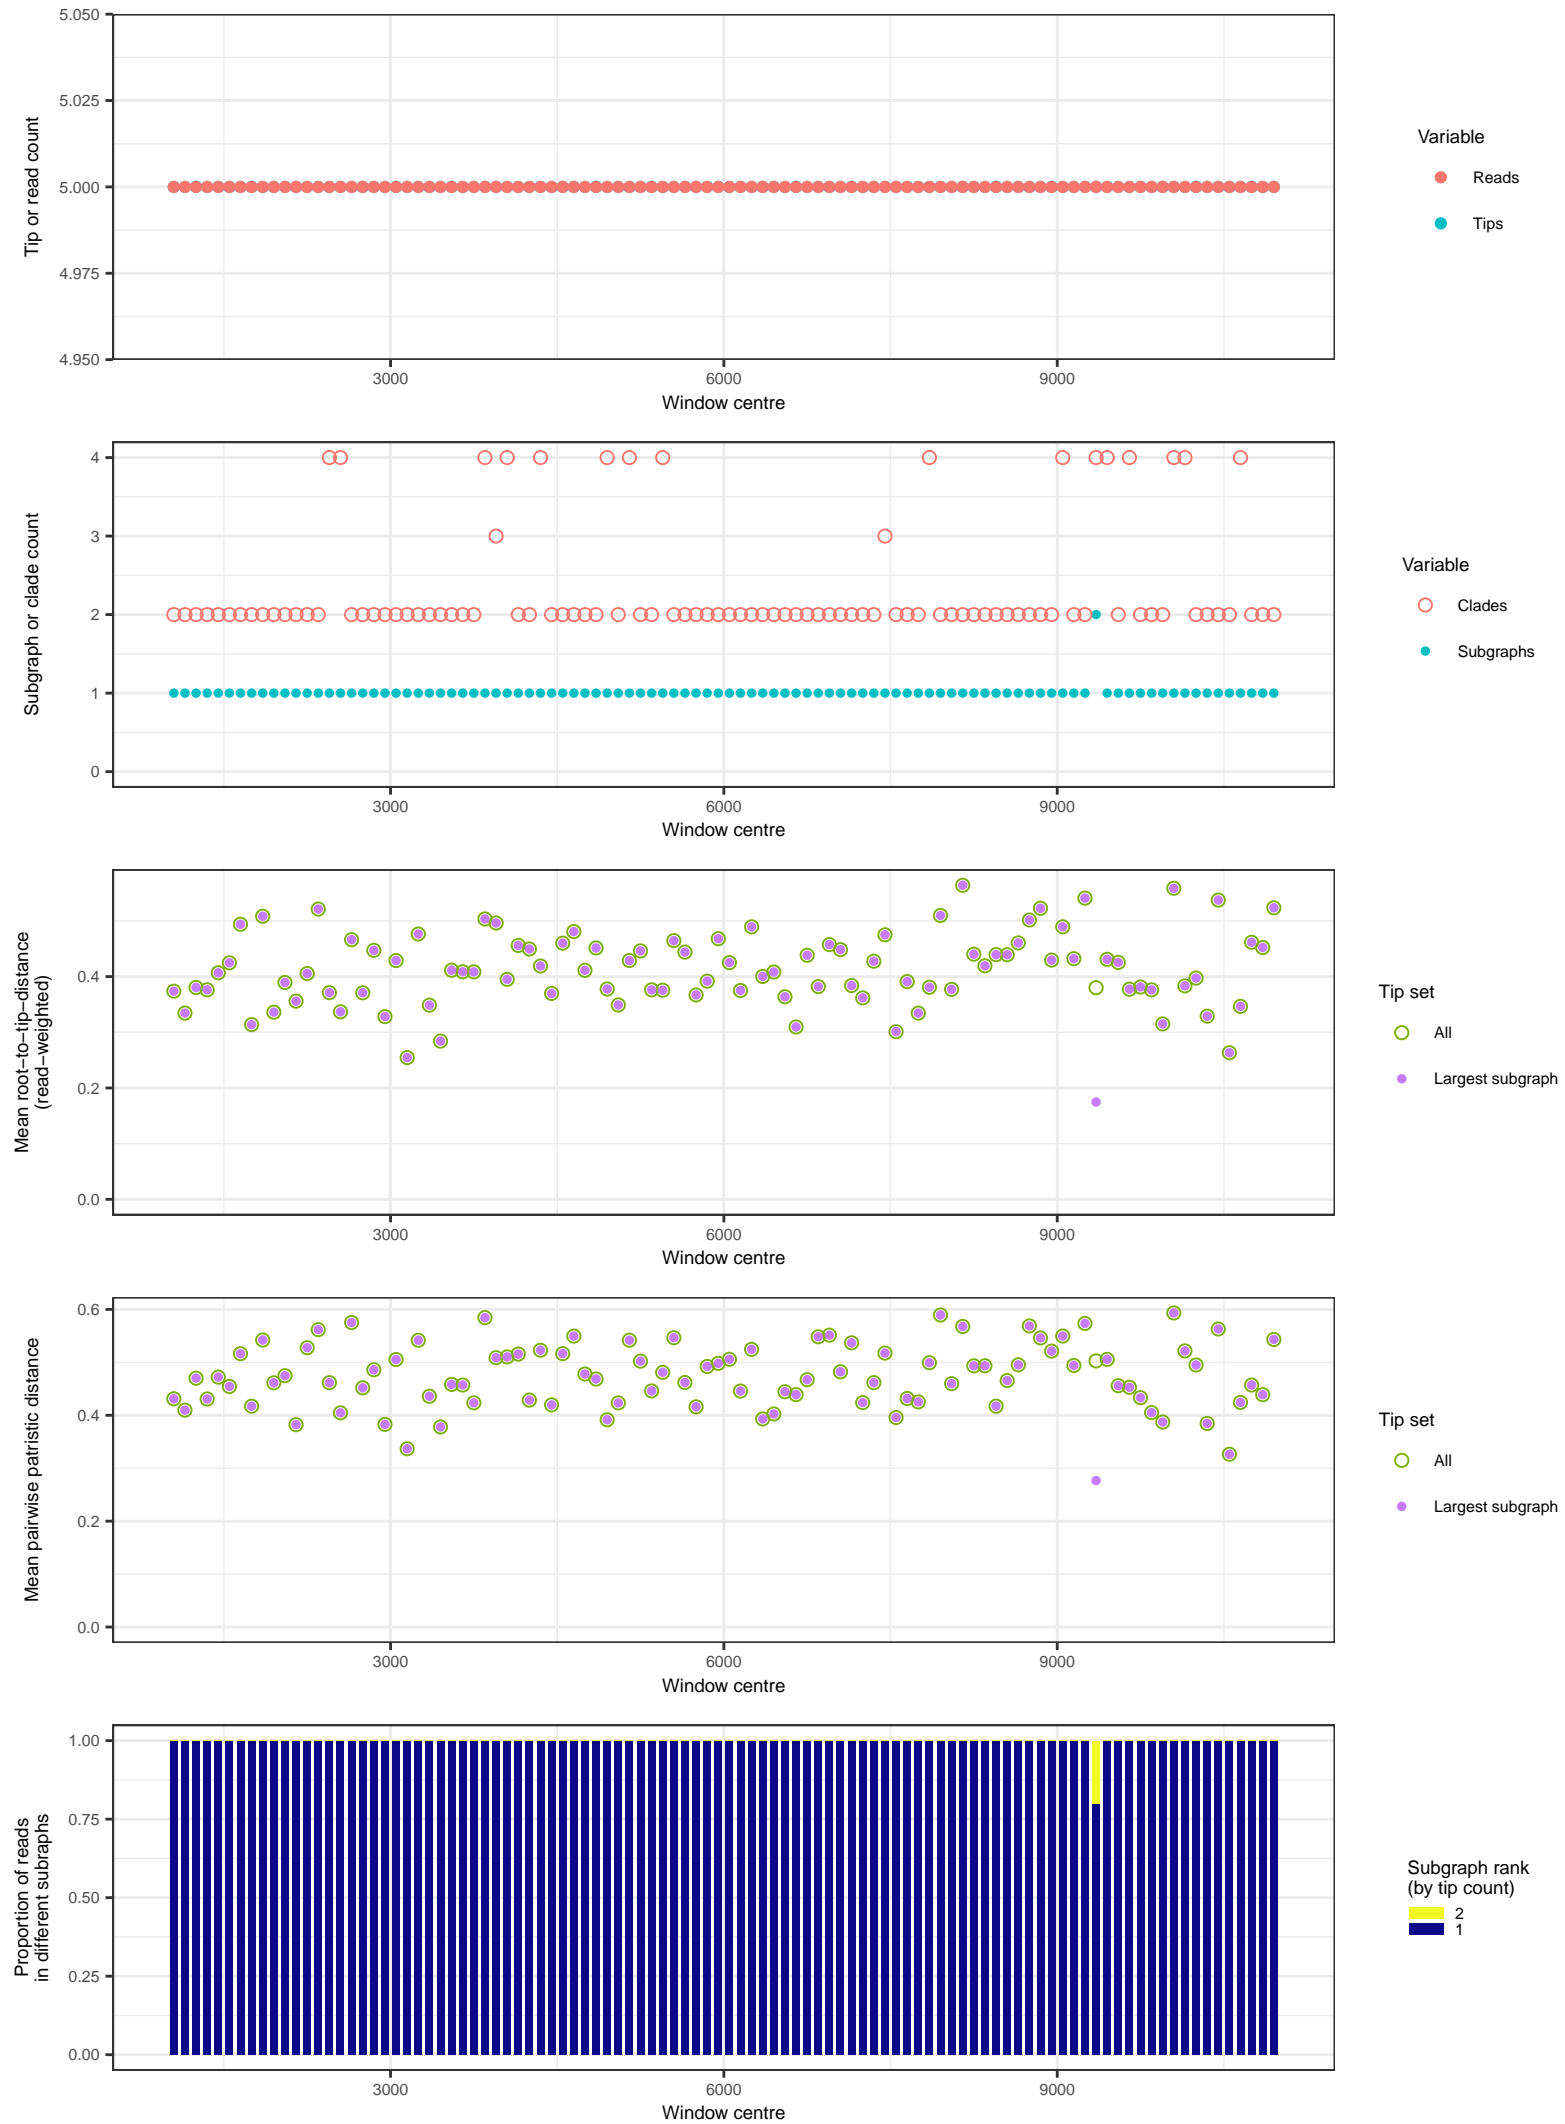 5.050
5.025
5.000
4.975
4.950
Tip or read count
3000 6000 9000
Window centre
Variable
Reads
Tips
4
3
2
1
0
Subgraph or clade count
3000 6000 9000
Window centre
Variable
Clades
Subgraphs
0.4
0.2
0.0
Mean root−to−tip−distance
(read−weighted)
3000 6000 9000
Window centre
Tip set
All
Largest subgraph
0.6
0.4
0.2
0.0
Mean pairwise patristic distance
3000 6000 9000
Window centre
Tip set
All
Largest subgraph
1.00
0.75
0.50
0.25
0.00
Proportion of reads
in different subraphs
3000 6000 9000
Window centre
Subgraph rank
(by tip count)
2
1